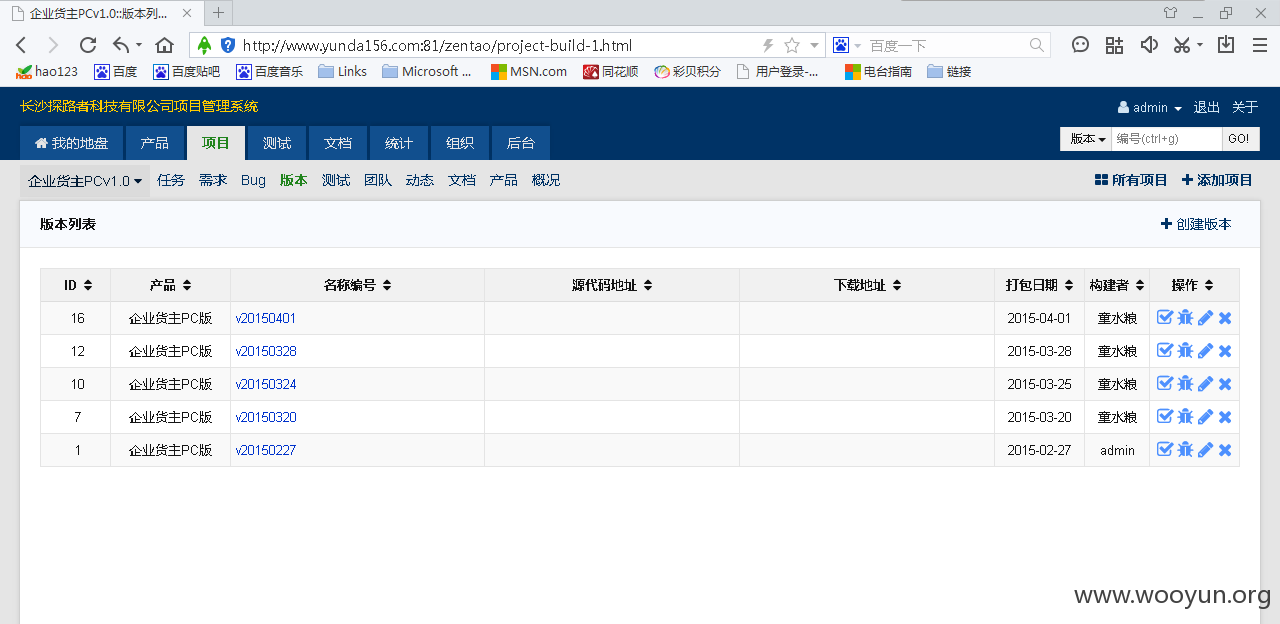 企业货主PCv1.0::版本列...
http://www.yunda156.com:81/zentao/project-build-1.html
百度一下
hao123 百度 百度贴吧 百度音乐 Links Microsoft ... MSN.com 同花顺 彩贝积分 用户登录-... 电台指南 链接
长沙探路者科技有限公司项目管理系统
admin 退出 关于
我的地盘 产品 项目 测试 文档 统计 组织 后台
版本 编号(ctrl+g) GO!
企业货主PCv1.0 任务 需求 Bug 版本 测试 团队 动态 文档 产品 概况 所有项目 添加项目
版本列表 创建版本
ID 产品 名称编号 源代码地址 下载地址 打包日期 构建者 操作
16 企业货主PC版 v20150401 2015-04-01 童水粮
12 企业货主PC版 v20150328 2015-03-28 童水粮
10 企业货主PC版 v20150324 2015-03-25 童水粮
7 企业货主PC版 v20150320 2015-03-20 童水粮
1 企业货主PC版 v20150227 2015-02-27 admin
www.wooyun.org